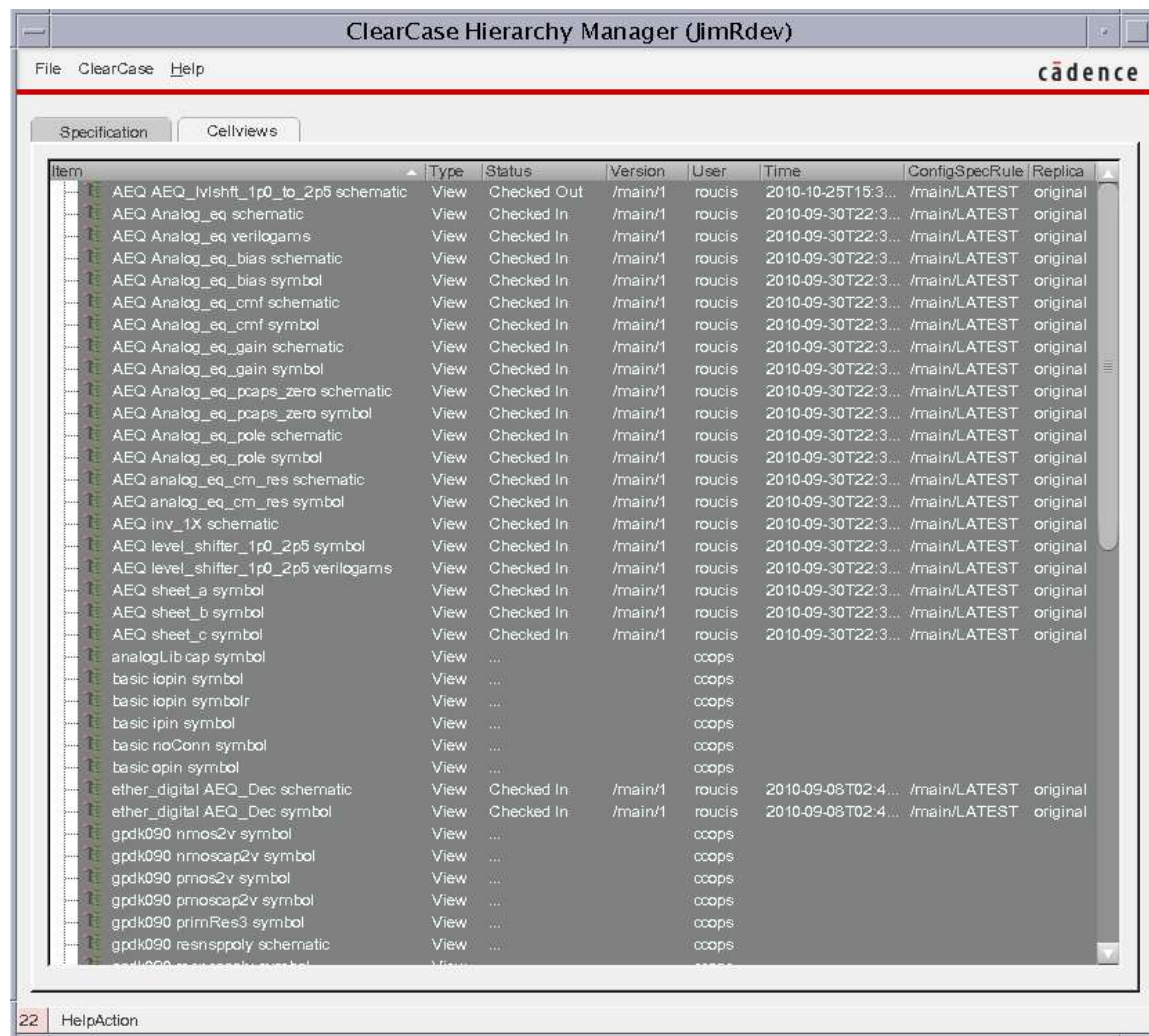 ClearCase Hierarchy Manager (JimRdev)
File ClearCase Help cādence
Specification Cellviews
Item Type Status Version User Time ConfigSpecRule Replica
AEQ AEQ_lvlshft_1p0_to_2p5 schematic View Checked Out /main/1 roucis 2010-10-25T15:3... /main/LATEST original
AEQ Analog_eq schematic View Checked In /main/1 roucis 2010-09-30T22:3... /main/LATEST original
AEQ Analog_eq verilogams View Checked In /main/1 roucis 2010-09-30T22:3... /main/LATEST original
AEQ Analog_eq_bias schematic View Checked In /main/1 roucis 2010-09-30T22:3... /main/LATEST original
AEQ Analog_eq_bias symbol View Checked In /main/1 roucis 2010-09-30T22:3... /main/LATEST original
AEQ Analog_eq_cmf schematic View Checked In /main/1 roucis 2010-09-30T22:3... /main/LATEST original
AEQ Analog_eq_cmf symbol View Checked In /main/1 roucis 2010-09-30T22:3... /main/LATEST original
AEQ Analog_eq_gain schematic View Checked In /main/1 roucis 2010-09-30T22:3... /main/LATEST original
AEQ Analog_eq_gain symbol View Checked In /main/1 roucis 2010-09-30T22:3... /main/LATEST original
AEQ Analog_eq_pcaps_zero schematic View Checked In /main/1 roucis 2010-09-30T22:3... /main/LATEST original
AEQ Analog_eq_pcaps_zero symbol View Checked In /main/1 roucis 2010-09-30T22:3... /main/LATEST original
AEQ Analog_eq_pole schematic View Checked In /main/1 roucis 2010-09-30T22:3... /main/LATEST original
AEQ Analog_eq_pole symbol View Checked In /main/1 roucis 2010-09-30T22:3... /main/LATEST original
AEQ analog_eq_cm_res schematic View Checked In /main/1 roucis 2010-09-30T22:3... /main/LATEST original
AEQ analog_eq_cm_res symbol View Checked In /main/1 roucis 2010-09-30T22:3... /main/LATEST original
AEQ inv_1X schematic View Checked In /main/1 roucis 2010-09-30T22:3... /main/LATEST original
AEQ level_shifter_1p0_2p5 symbol View Checked In /main/1 roucis 2010-09-30T22:3... /main/LATEST original
AEQ level_shifter_1p0_2p5 verilogams View Checked In /main/1 roucis 2010-09-30T22:3... /main/LATEST original
AEQ sheet_a symbol View Checked In /main/1 roucis 2010-09-30T22:3... /main/LATEST original
AEQ sheet_b symbol View Checked In /main/1 roucis 2010-09-30T22:3... /main/LATEST original
AEQ sheet_c symbol View Checked In /main/1 roucis 2010-09-30T22:3... /main/LATEST original
analogLib cap symbol View ... ccops
basic iopin symbol View ... ccops
basic iopin symbolr View ... ccops
basic ipin symbol View ... ccops
basic noConn symbol View ... ccops
basic opin symbol View ... ccops
ether_digital AEQ_Dec schematic View Checked In /main/1 roucis 2010-09-08T02:4... /main/LATEST original
ether_digital AEQ_Dec symbol View Checked In /main/1 roucis 2010-09-08T02:4... /main/LATEST original
gpdk090 nmos2v symbol View ... ccops
gpdk090 nmoscap2v symbol View ... ccops
gpdk090 pmos2v symbol View ... ccops
gpdk090 pmoscap2v symbol View ... ccops
gpdk090 primRes3 symbol View ... ccops
gpdk090 resnsppoly schematic View ... ccops
22 HelpAction